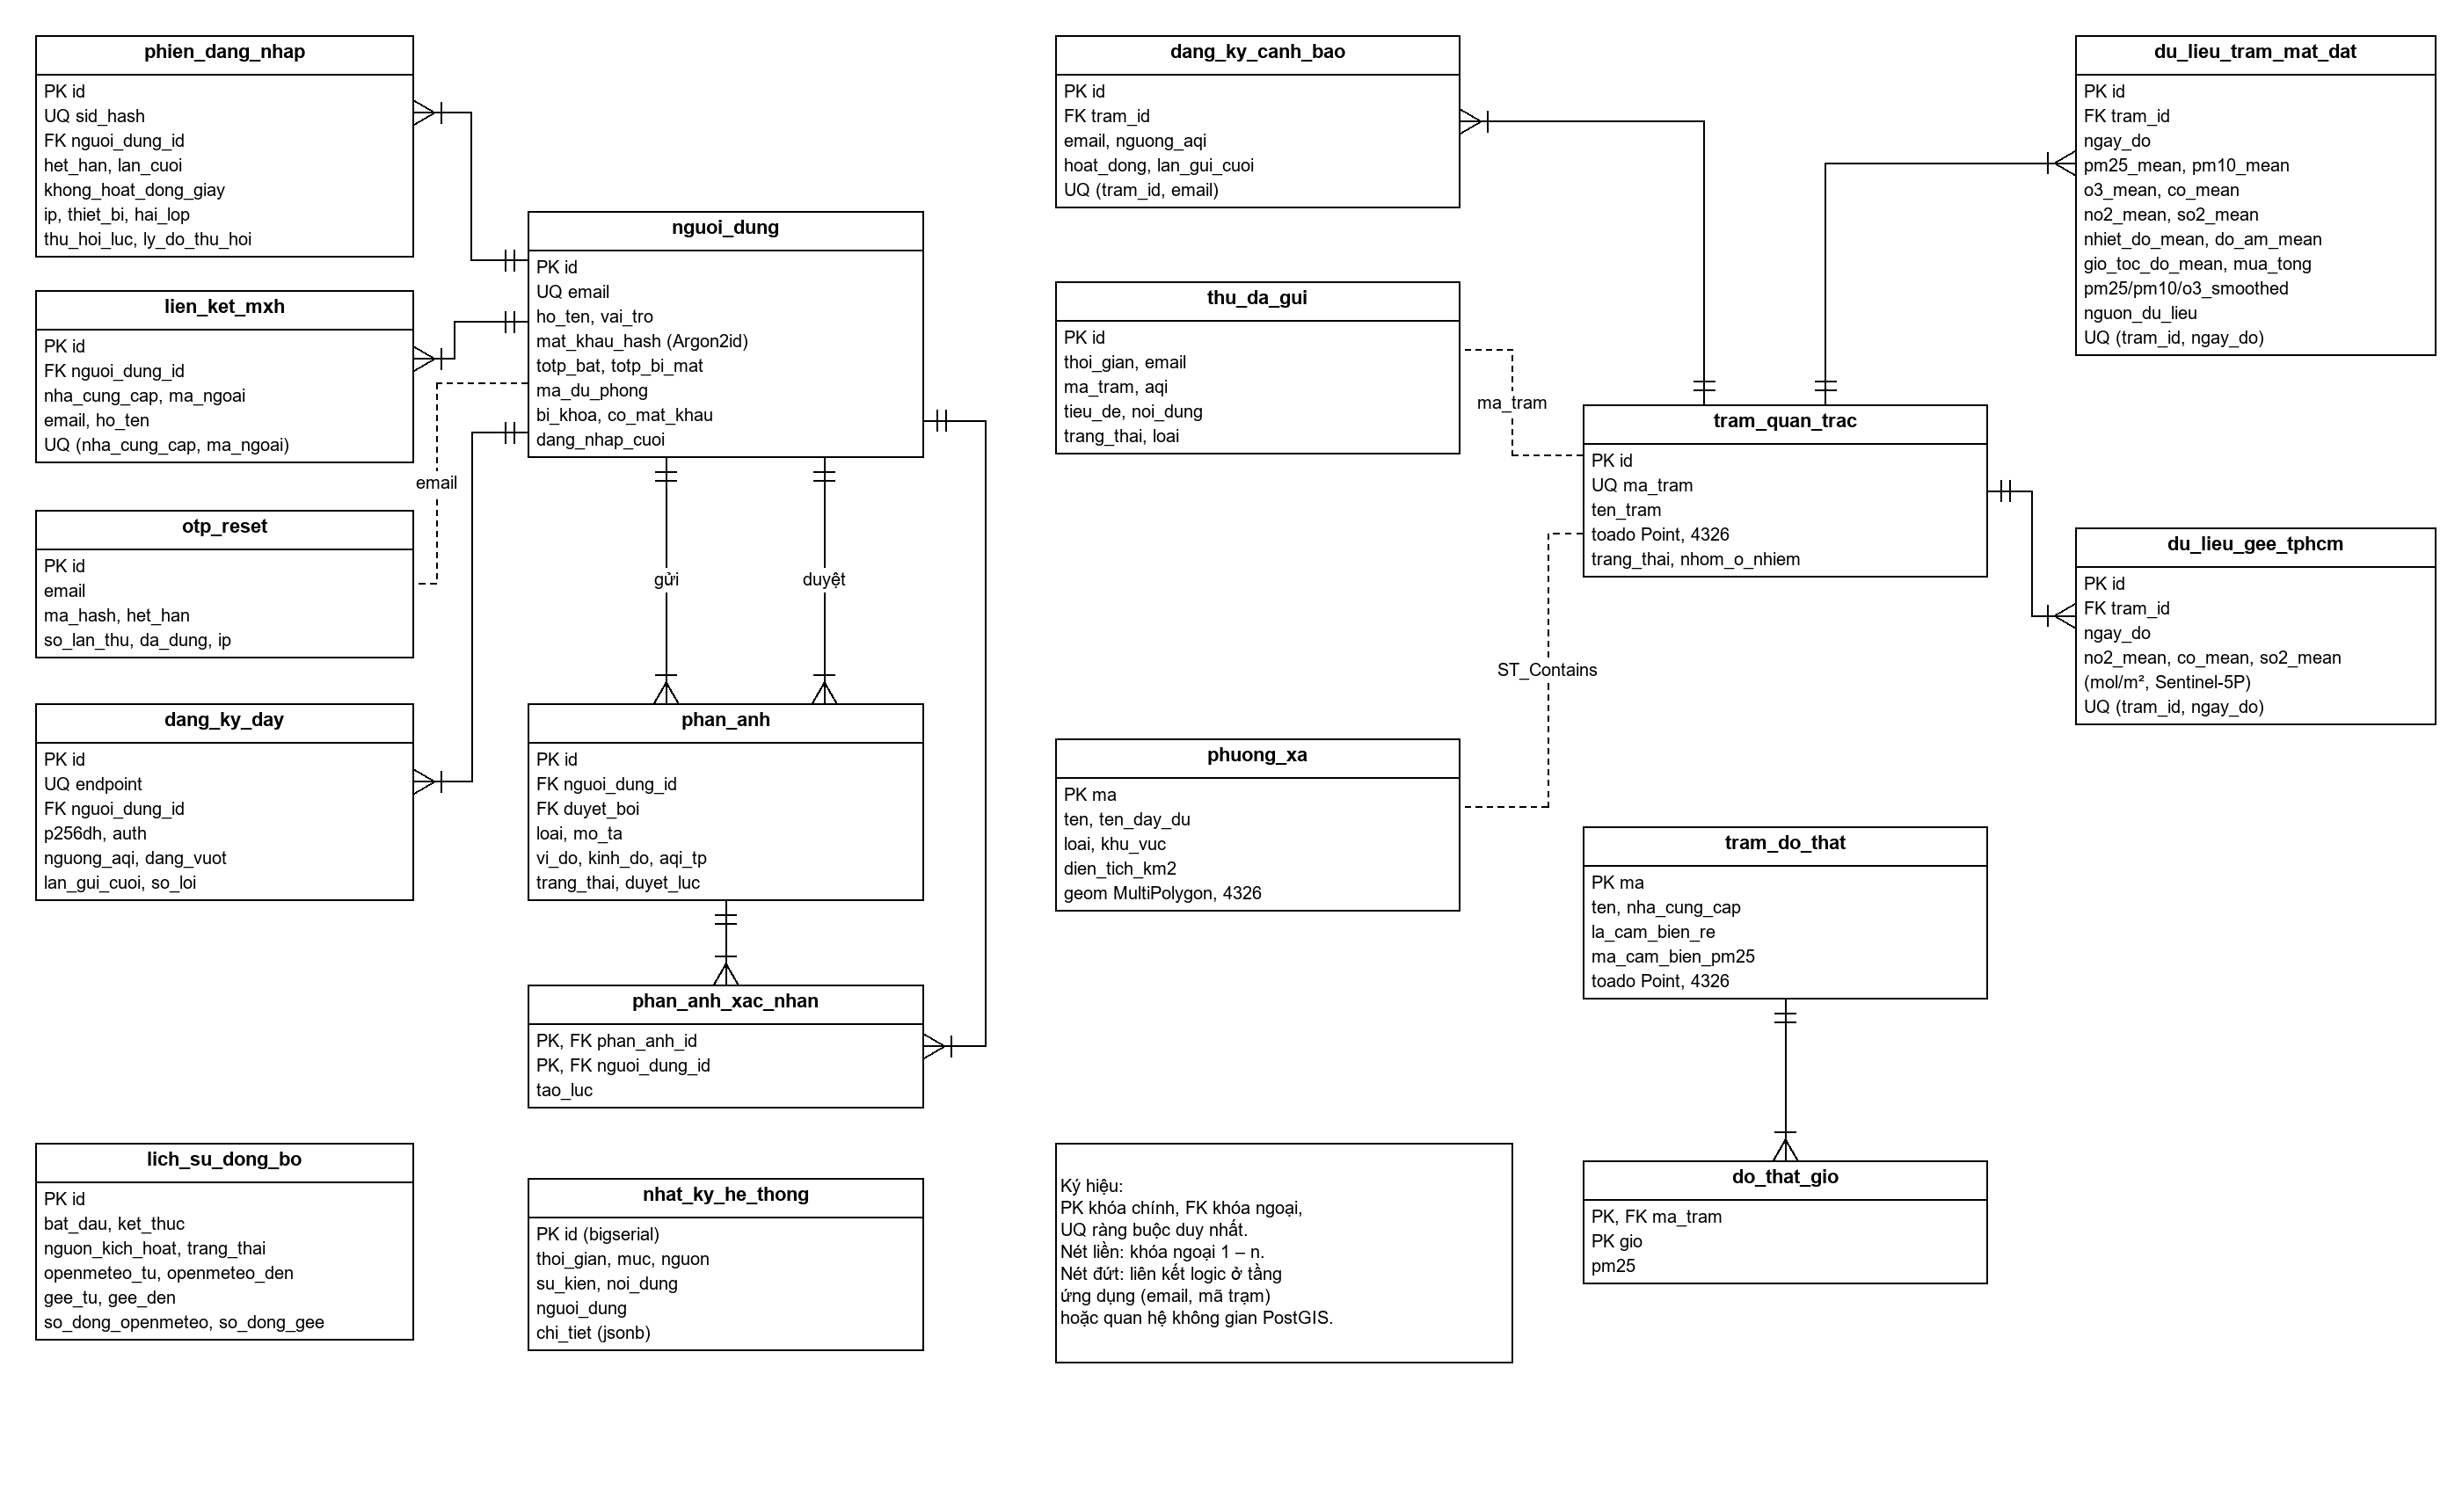 phien_dang_nhap
PK id
UQ sid_hash
FK nguoi_dung_id
het_han, lan_cuoi
khong_hoat_dong_giay
ip, thiet_bi, hai_lop
thu_hoi_luc, ly_do_thu_hoi
lien_ket_mxh
PK id
FK nguoi_dung_id
nha_cung_cap, ma_ngoai
email, ho_ten
UQ (nha_cung_cap, ma_ngoai)
email
otp_reset
PK id
email
ma_hash, het_han
so_lan_thu, da_dung, ip
dang_ky_day
PK id
UQ endpoint
FK nguoi_dung_id
p256dh, auth
nguong_aqi, dang_vuot
lan_gui_cuoi, so_loi
nguoi_dung
PK id
UQ email
ho_ten, vai_tro
mat_khau_hash (Argon2id)
totp_bat, totp_bi_mat
ma_du_phong
bi_khoa, co_mat_khau
dang_nhap_cuoi
gửi
duyệt
phan_anh
PK id
FK nguoi_dung_id
FK duyet_boi
loai, mo_ta
vi_do, kinh_do, aqi_tp
trang_thai, duyet_luc
phan_anh_xac_nhan
PK, FK phan_anh_id
PK, FK nguoi_dung_id
tao_luc
lich_su_dong_bo
PK id
bat_dau, ket_thuc
nguon_kich_hoat, trang_thai
openmeteo_tu, openmeteo_den
gee_tu, gee_den
so_dong_openmeteo, so_dong_gee
nhat_ky_he_thong
PK id (bigserial)
thoi_gian, muc, nguon
su_kien, noi_dung
nguoi_dung
chi_tiet (jsonb)
dang_ky_canh_bao
PK id
FK tram_id
email, nguong_aqi
hoat_dong, lan_gui_cuoi
UQ (tram_id, email)
thu_da_gui
PK id
thoi_gian, email
ma_tram, aqi
tieu_de, noi_dung
trang_thai, loai
ma_tram
ST_Contains
phuong_xa
PK ma
ten, ten_day_du
loai, khu_vuc
dien_tich_km2
geom MultiPolygon, 4326
Ký hiệu:
PK khóa chính, FK khóa ngoại,
UQ ràng buộc duy nhất.
Nét liền: khóa ngoại 1 – n.
Nét đứt: liên kết logic ở tầng
ứng dụng (email, mã trạm)
hoặc quan hệ không gian PostGIS.
tram_quan_trac
PK id
UQ ma_tram
ten_tram
toado Point, 4326
trang_thai, nhom_o_nhiem
tram_do_that
PK ma
ten, nha_cung_cap
la_cam_bien_re
ma_cam_bien_pm25
toado Point, 4326
do_that_gio
PK, FK ma_tram
PK gio
pm25
du_lieu_tram_mat_dat
PK id
FK tram_id
ngay_do
pm25_mean, pm10_mean
o3_mean, co_mean
no2_mean, so2_mean
nhiet_do_mean, do_am_mean
gio_toc_do_mean, mua_tong
pm25/pm10/o3_smoothed
nguon_du_lieu
UQ (tram_id, ngay_do)
du_lieu_gee_tphcm
PK id
FK tram_id
ngay_do
no2_mean, co_mean, so2_mean
(mol/m², Sentinel-5P)
UQ (tram_id, ngay_do)